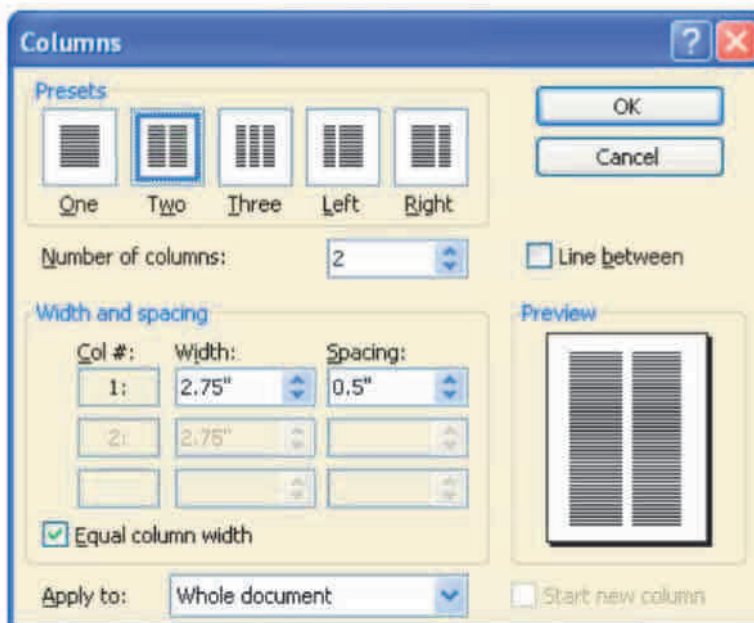 Columns
Presets
OK
Cancel
One Two Three Left Right
Number of columns: 2
Line between
Width and spacing
Preview
Col #: Width: Spacing:
1: 2.75" 0.5"
2: 2.75"
Equal column width
Apply to: Whole document
Start new column